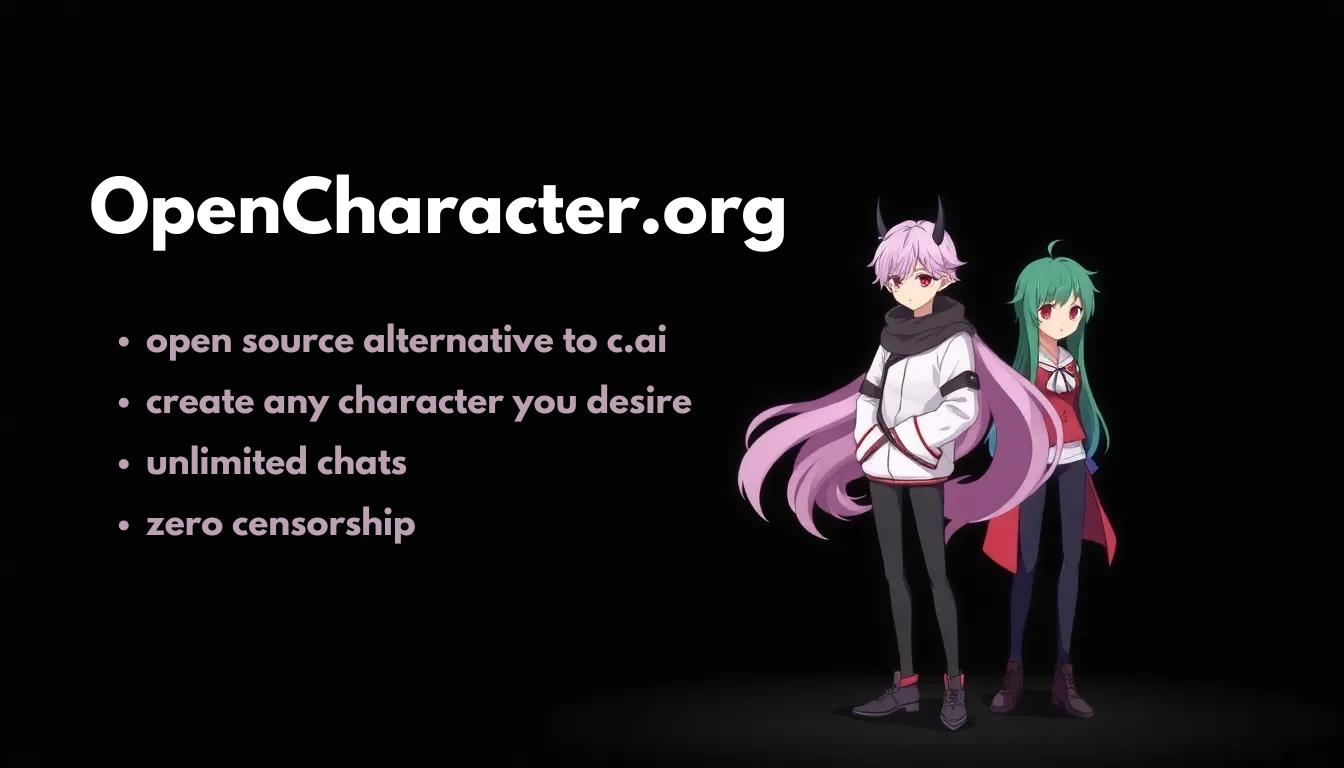 OpenCharacter.org
• open source alternative to c.ai
• create any character you desire
• unlimited chats
• zero censorship